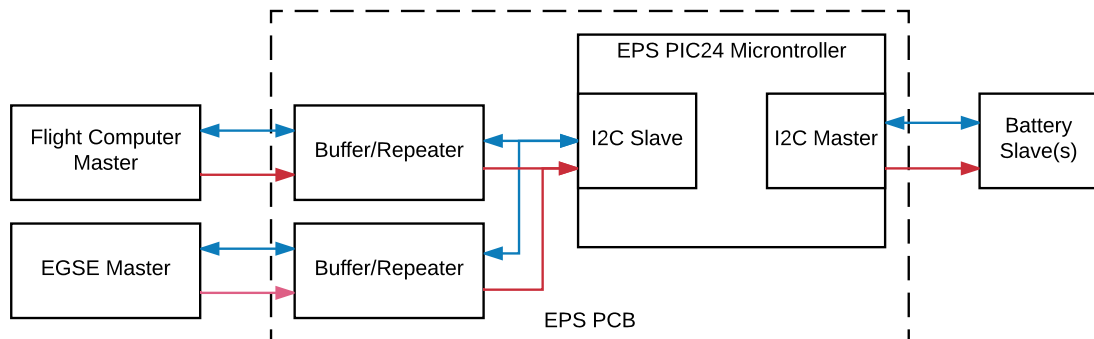 EPS PIC24 Microntroller
Flight Computer
Master
Buffer/Repeater
I2C Slave
I2C Master
Battery
Slave(s)
EGSE Master
Buffer/Repeater
EPS PCB